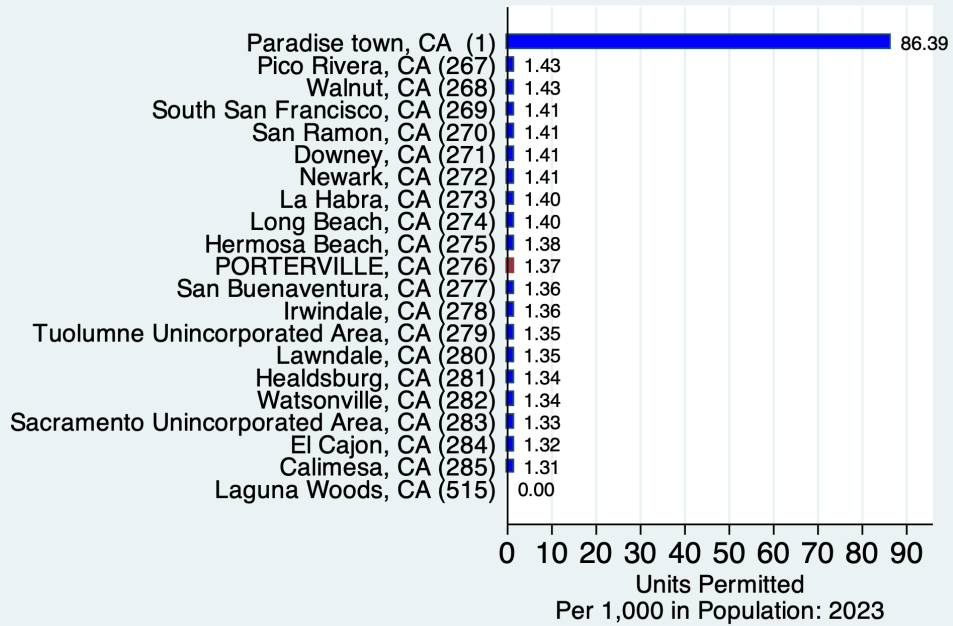 Paradise town, CA  (1) 86.39
Pico Rivera, CA (267) 1.43
Walnut, CA (268) 1.43
South San Francisco, CA (269) 1.41
San Ramon, CA (270) 1.41
Downey, CA (271) 1.41
Newark, CA (272) 1.41
La Habra, CA (273) 1.40
Long Beach, CA (274) 1.40
Hermosa Beach, CA (275) 1.38
PORTERVILLE, CA (276) 1.37
San Buenaventura, CA (277) 1.36
Irwindale, CA (278) 1.36
Tuolumne Unincorporated Area, CA (279) 1.35
Lawndale, CA (280) 1.35
Healdsburg, CA (281) 1.34
Watsonville, CA (282) 1.34
Sacramento Unincorporated Area, CA (283) 1.33
El Cajon, CA (284) 1.32
Calimesa, CA (285) 1.31
Laguna Woods, CA (515) 0.00
0 10 20 30 40 50 60 70 80 90
Units Permitted
Per 1,000 in Population: 2023